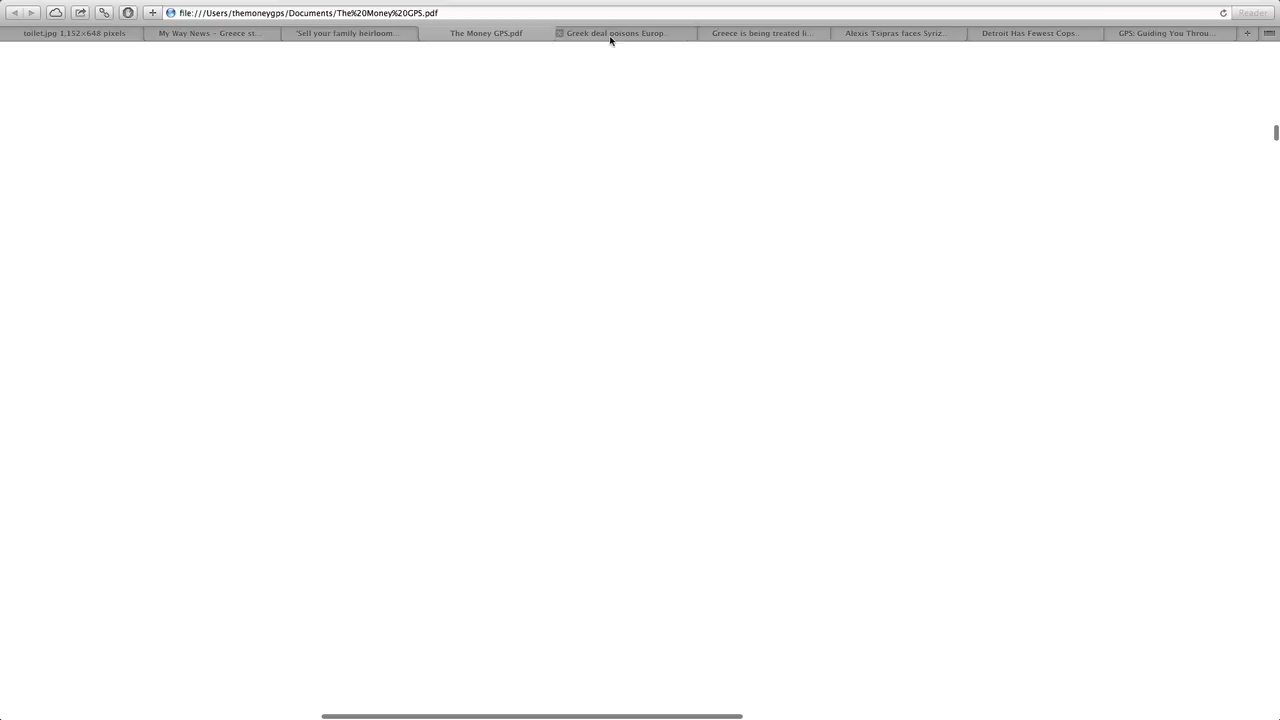 file:///Users/themoneygps/Documents/The%20Money%20GPS.pdf
Reader
toilet.jpg 1,152×648 pixels
My Way News - Greece st...
'Sell your family heirloom...
The Money GPS.pdf
Greek deal poisons Europ...
Greece is being treated li...
Alexis Tsipras faces Syriz...
Detroit Has Fewest Cops...
GPS: Guiding You Throu...